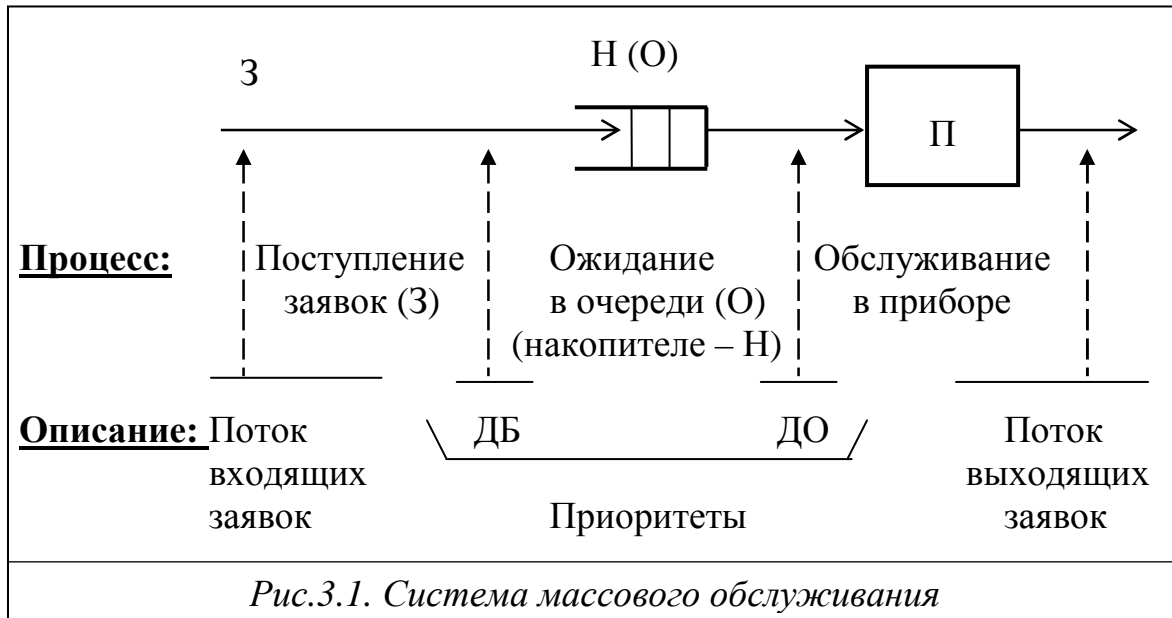 З
Н (О)
П
Процесс:
Поступление
заявок (З)
Ожидание
в очереди (О)
(накопителе – Н)
Обслуживание
в приборе
Описание:
Поток
входящих
заявок
ДБ
ДО
Приоритеты
Поток
выходящих
заявок
Рис.3.1. Система массового обслуживания